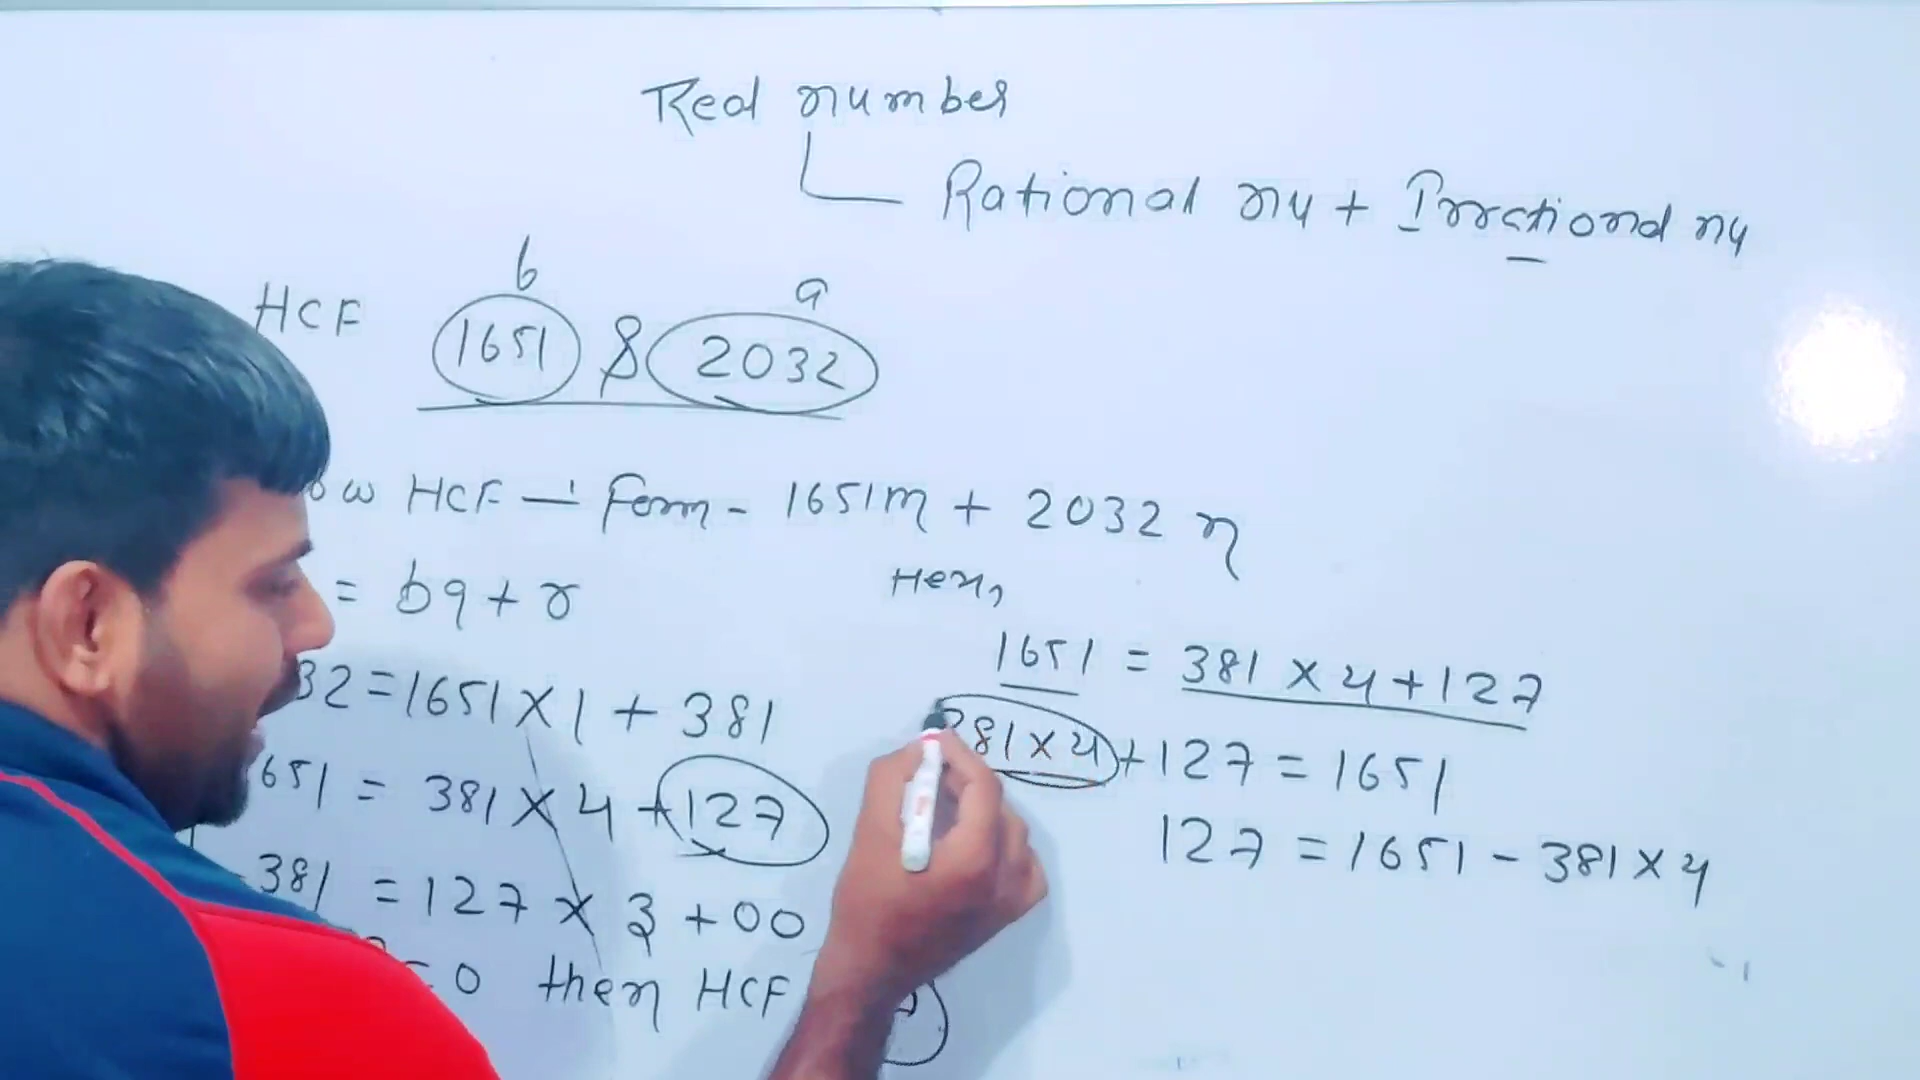 Real number
Rational nu + Irrational nu
b a
HCF 1651 & 2032
ow HCF – Form - 1651m + 2032 n
= bq + r
32 = 1651 × 1 + 381
651 = 381 × 4 + 127
381 = 127 × 3 + 00
= 0 then HCF
Here,
1651 = 381 × 4 + 127
381 × 4 + 127 = 1651
127 = 1651 - 381 × 4